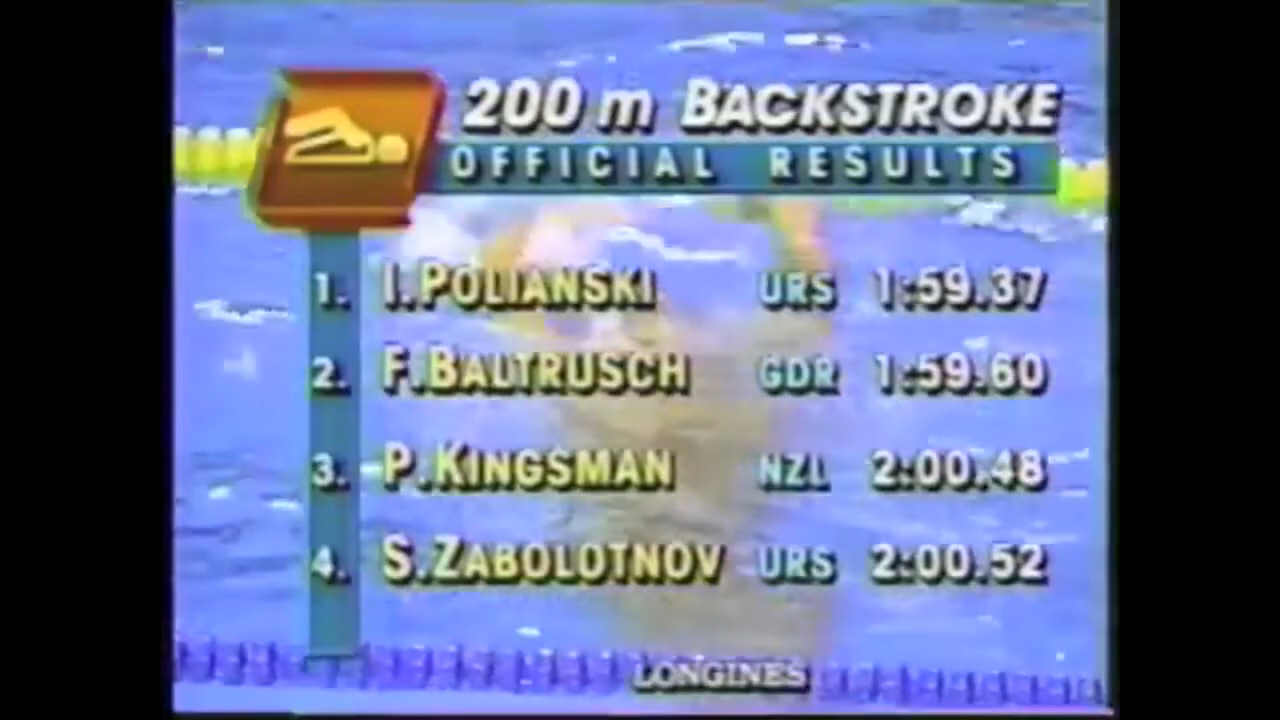 200 m BACKSTROKE
OFFICIAL RESULTS
1. I.POLIANSKI URS 1:59.37
2. F.BALTRUSCH GDR 1:59.60
3. P.KINGSMAN NZL 2:00.48
4. S.ZABOLOTNOV URS 2:00.52
LONGINES